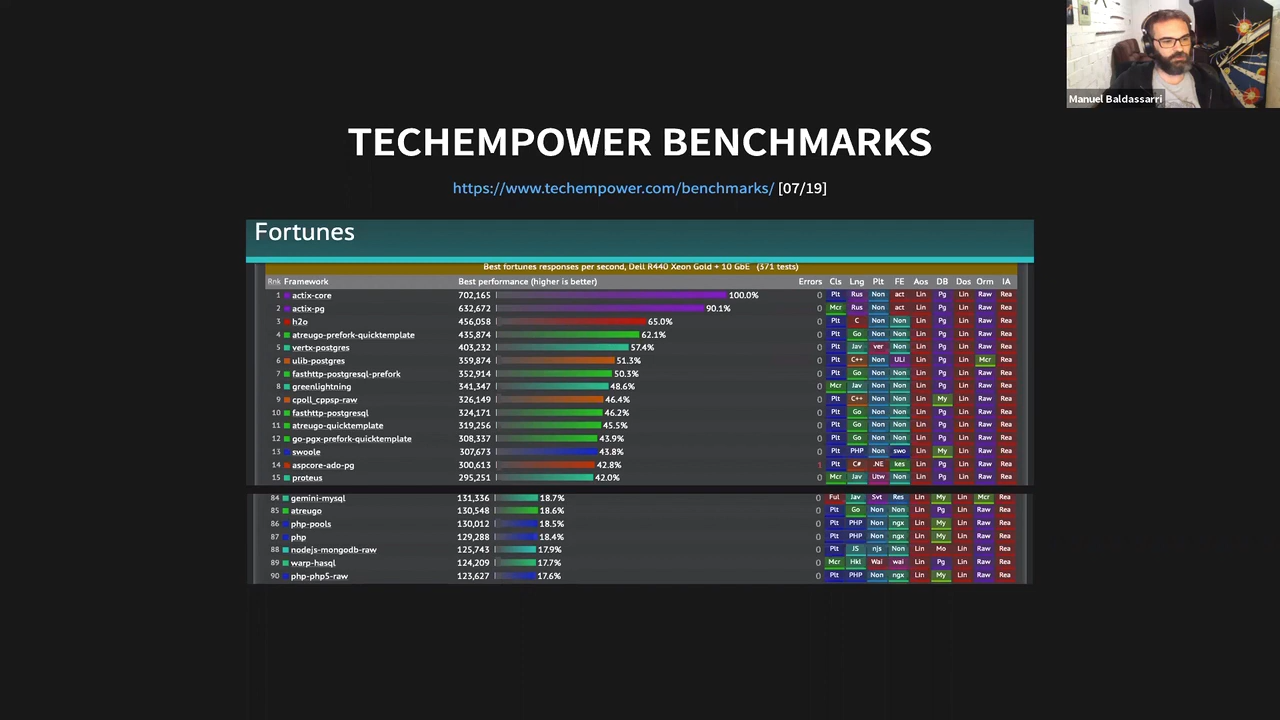 Manuel Baldassarri
TECHEMPOWER BENCHMARKS
https://www.techempower.com/benchmarks/ [07/19]
Fortunes
Best fortunes responses per second, Dell R440 Xeon Gold + 10 GbE (371 tests)
Rnk Framework Best performance (higher is better) Errors Cls Lng Plt FE Aos DB Dos Orm IA
1 actix-core 702,165 100.0% 0 Plt Rus Non act Lin Pg Lin Raw Rea
2 actix-pg 632,672 90.1% 0 Mcr Rus Non act Lin Pg Lin Raw Rea
3 h2o 456,058 65.0% 0 Plt C Non Non Lin Pg Lin Raw Rea
4 atreugo-prefork-quicktemplate 435,874 62.1% 0 Plt Go Non Non Lin Pg Lin Raw Rea
5 vertx-postgres 403,232 57.4% 0 Plt Jav ver Non Lin Pg Lin Raw Rea
6 ulib-postgres 359,874 51.3% 0 Plt C++ Non ULI Lin Pg Lin Mcr Rea
7 fasthttp-postgresql-prefork 352,914 50.3% 0 Plt Go Non Non Lin Pg Lin Raw Rea
8 greenlightning 341,347 48.6% 0 Mcr Jav Non Non Lin Pg Lin Raw Rea
9 cpoll_cppsp-raw 326,149 46.4% 0 Plt C++ Non Non Lin My Lin Raw Rea
10 fasthttp-postgresql 324,171 46.2% 0 Plt Go Non Non Lin Pg Lin Raw Rea
11 atreugo-quicktemplate 319,256 45.5% 0 Plt Go Non Non Lin Pg Lin Raw Rea
12 go-pgx-prefork-quicktemplate 308,337 43.9% 0 Plt Go Non Non Lin Pg Lin Raw Rea
13 swoole 307,673 43.8% 0 Plt PHP Non swo Lin My Lin Raw Rea
14 aspcore-ado-pg 300,613 42.8% 1 Plt C# .NE kes Lin Pg Lin Raw Rea
15 proteus 295,251 42.0% 0 Mcr Jav Utw Non Lin Pg Lin Raw Rea
84 gemini-mysql 131,336 18.7% 0 Ful Jav Svt Res Lin My Lin Mcr Rea
85 atreugo 130,548 18.6% 0 Plt Go Non Non Lin Pg Lin Raw Rea
86 php-pools 130,012 18.5% 0 Plt PHP Non ngx Lin My Lin Raw Rea
87 php 129,288 18.4% 0 Plt PHP Non ngx Lin My Lin Raw Rea
88 nodejs-mongodb-raw 125,743 17.9% 0 Plt JS njs Non Lin Mo Lin Raw Rea
89 warp-hasql 124,209 17.7% 0 Mcr Hkl Wai wai Lin Pg Lin Raw Rea
90 php-php5-raw 123,627 17.6% 0 Plt PHP Non ngx Lin My Lin Raw Rea